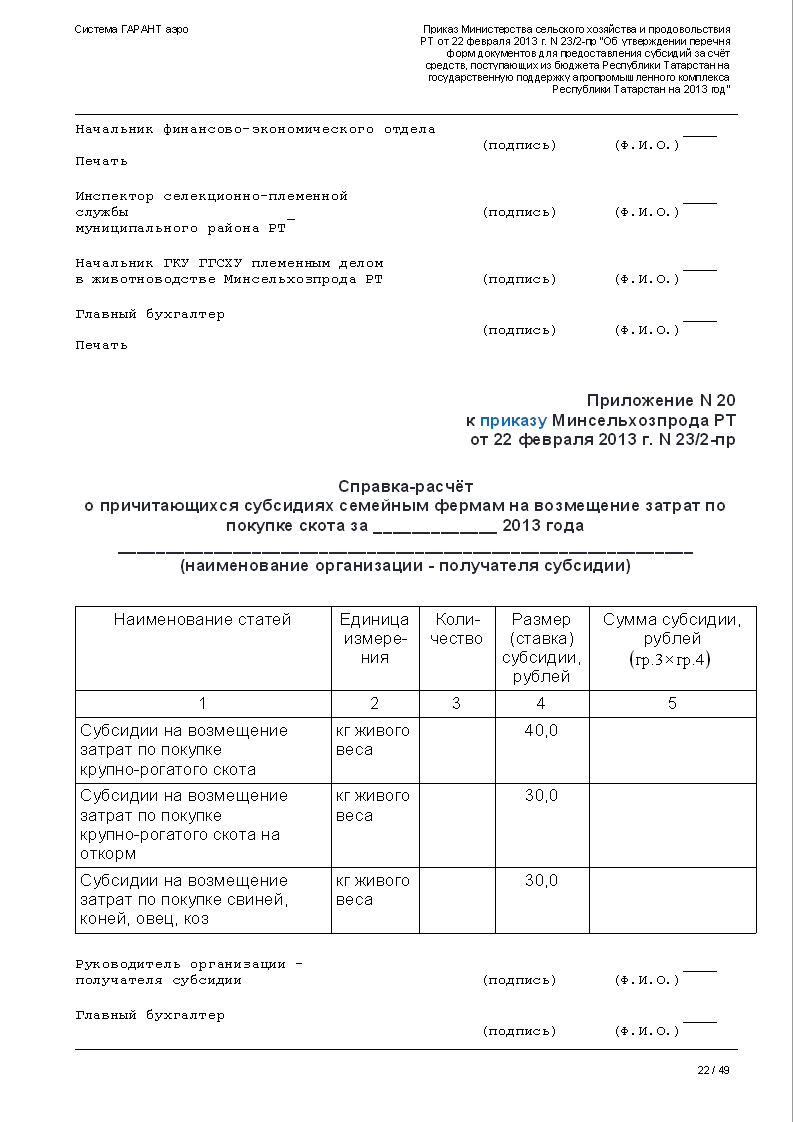 Система ГАРАНТ аэро
Приказ Министерства сельского хозяйства и продовольствия
РТ от 22 февраля 2013 г. N 23/2-пр "Об утверждении перечня
форм документов для предоставления субсидий за счёт
средств, поступающих из бюджета Республики Татарстан на
государственную поддержку агропромышленного комплекса
Республики Татарстан на 2013 год"
Начальник финансово-экономического отдела ____
(подпись) (Ф.И.О.)
Печать
Инспектор селекционно-племенной ____
службы (подпись) (Ф.И.О.)
муниципального района РТ_
Начальник ГКУ ГГСХУ племенным делом ____
в животноводстве Минсельхозпрода РТ (подпись) (Ф.И.О.)
Главный бухгалтер ____
(подпись) (Ф.И.О.)
Печать
Приложение N 20
к приказу Минсельхозпрода РТ
от 22 февраля 2013 г. N 23/2-пр
Справка-расчёт
о причитающихся субсидиях семейным фермам на возмещение затрат по
покупке скота за _____________ 2013 года
____________________________________________________________
(наименование организации - получателя субсидии)
Наименование статей
Единица
измере-
ния
Коли-
чество
Размер
(ставка)
субсидии,
рублей
Сумма субсидии,
рублей
(гр.3×гр.4)
1 2 3 4 5
Субсидии на возмещение
затрат по покупке
крупно-рогатого скота
кг живого
веса
40,0
Субсидии на возмещение
затрат по покупке
крупно-рогатого скота на
откорм
кг живого
веса
30,0
Субсидии на возмещение
затрат по покупке свиней,
коней, овец, коз
кг живого
веса
30,0
Руководитель организации - ____
получателя субсидии (подпись) (Ф.И.О.)
Главный бухгалтер ____
(подпись) (Ф.И.О.)
22 / 49